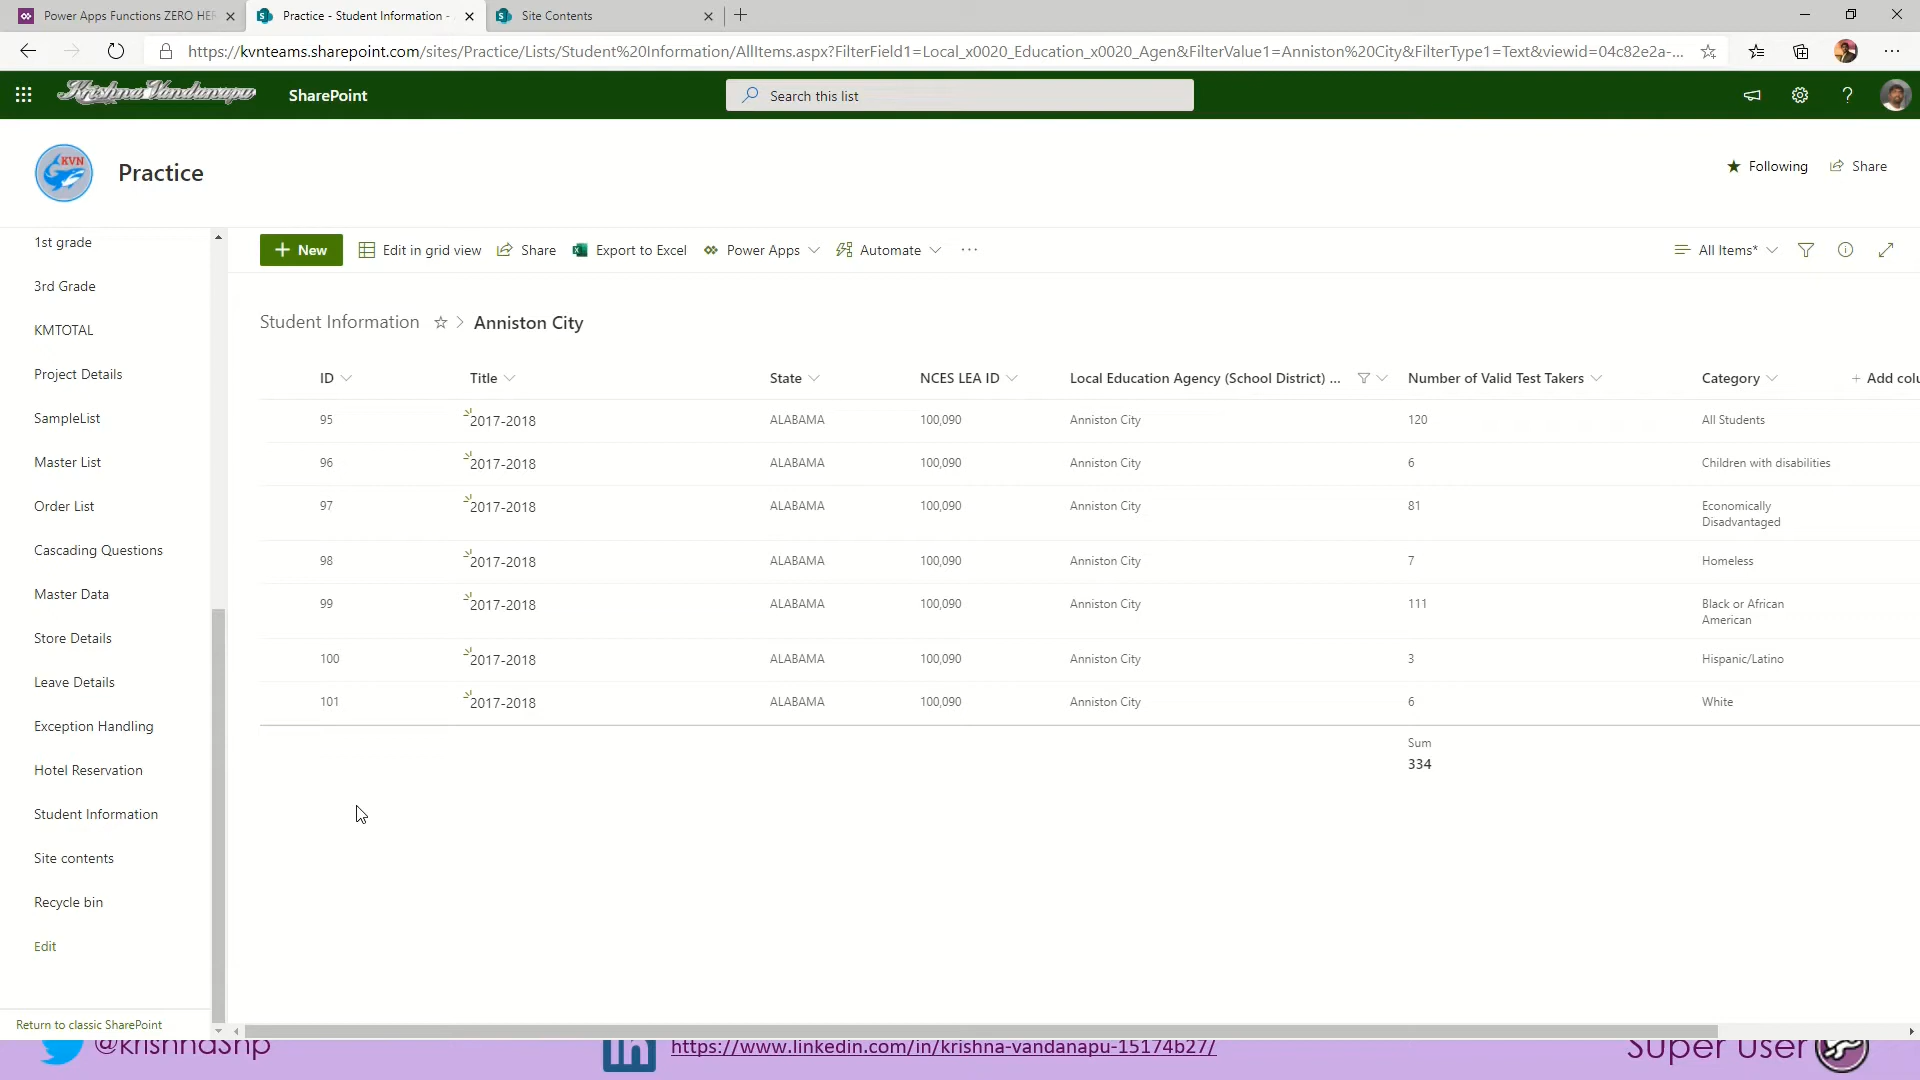 Power Apps Functions ZERO HER
Practice - Student Information -
Site Contents
https://kvnteams.sharepoint.com/sites/Practice/Lists/Student%20Information/AllItems.aspx?FilterField1=Local_x0020_Education_x0020_Agen&FilterValue1=Anniston%20City&FilterType1=Text&viewid=04c82e2a-...
Krishna Vandanapu
SharePoint
Search this list
KVN
Practice
Following
Share
+ New
Edit in grid view
Share
Export to Excel
Power Apps
Automate
...
All Items*
1st grade
3rd Grade
KMTOTAL
Project Details
SampleList
Master List
Order List
Cascading Questions
Master Data
Store Details
Leave Details
Exception Handling
Hotel Reservation
Student Information
Site contents
Recycle bin
Edit
Return to classic SharePoint
Student Information > Anniston City
ID Title State NCES LEA ID Local Education Agency (School District) ... Number of Valid Test Takers Category + Add colu
95 2017-2018 ALABAMA 100,090 Anniston City 120 All Students
96 2017-2018 ALABAMA 100,090 Anniston City 6 Children with disabilities
97 2017-2018 ALABAMA 100,090 Anniston City 81 Economically
Disadvantaged
98 2017-2018 ALABAMA 100,090 Anniston City 7 Homeless
99 2017-2018 ALABAMA 100,090 Anniston City 111 Black or African
American
100 2017-2018 ALABAMA 100,090 Anniston City 3 Hispanic/Latino
101 2017-2018 ALABAMA 100,090 Anniston City 6 White
Sum
334
@krishnaShp
https://www.linkedin.com/in/krishna-vandanapu-15174b27/
Super User